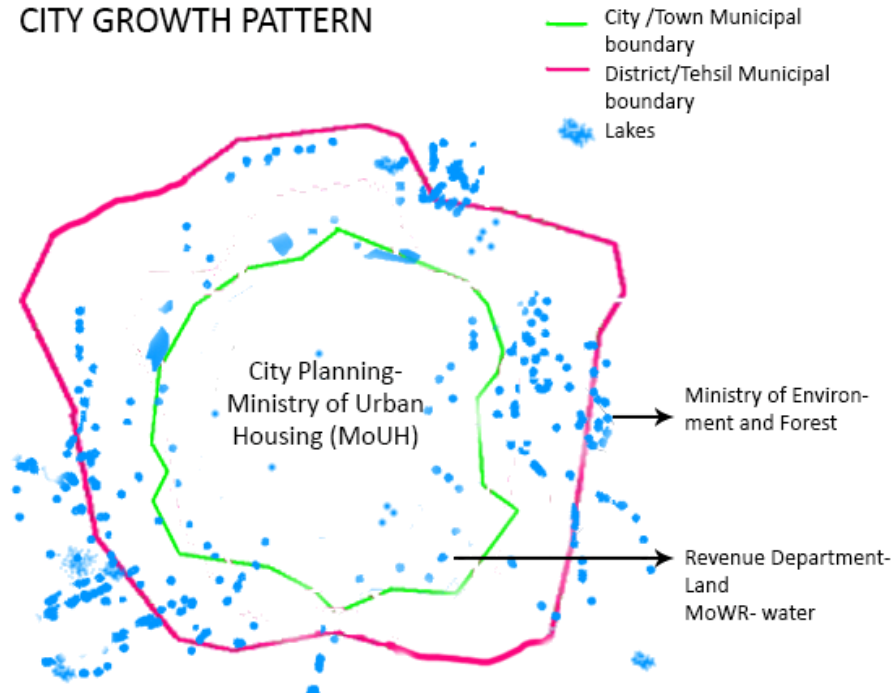 CITY GROWTH PATTERN
City /Town Municipal
boundary
District/Tehsil Municipal
boundary
Lakes
City Planning-
Ministry of Urban
Housing (MoUH)
Ministry of Environ-
ment and Forest
Revenue Department-
Land
MoWR- water